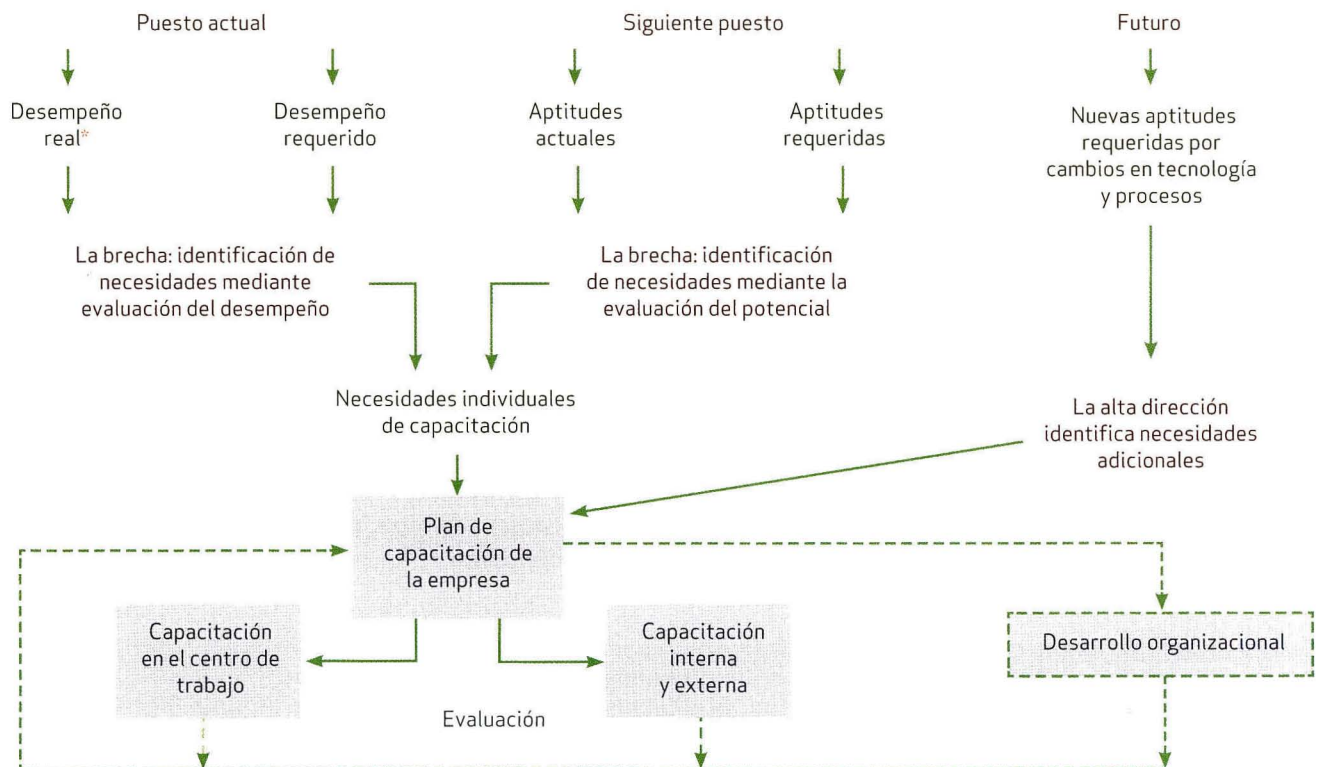 Puesto actual
Siguiente puesto
Futuro
Desempeño
real*
Desempeño
requerido
Aptitudes
actuales
Aptitudes
requeridas
Nuevas aptitudes
requeridas por
cambios en tecnología
y procesos
La brecha: identificación de
necesidades mediante
evaluación del desempeño
La brecha: identificación
de necesidades mediante la
evaluación del potencial
Necesidades individuales
de capacitación
La alta dirección
identifica necesidades
adicionales
Plan de
capacitación de
la empresa
Capacitación
en el centro de
trabajo
Capacitación
interna
y externa
Desarrollo organizacional
Evaluación